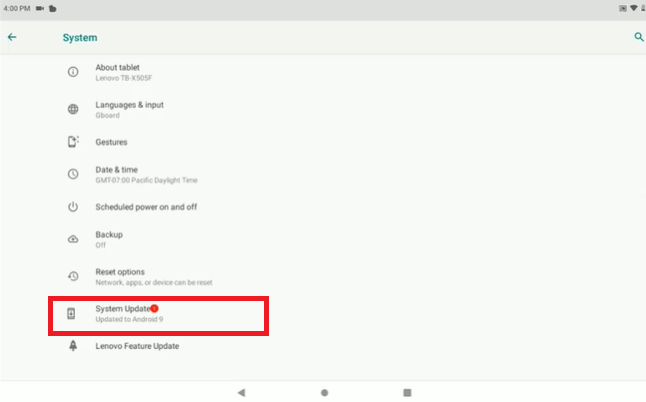 4:00 PM
System
About tablet
Lenovo TB-X505F
Languages & input
Gboard
Gestures
Date & time
GMT-07:00 Pacific Daylight Time
Scheduled power on and off
Backup
Off
Reset options
Network, apps, or device can be reset
System Update
Updated to Android 9
Lenovo Feature Update